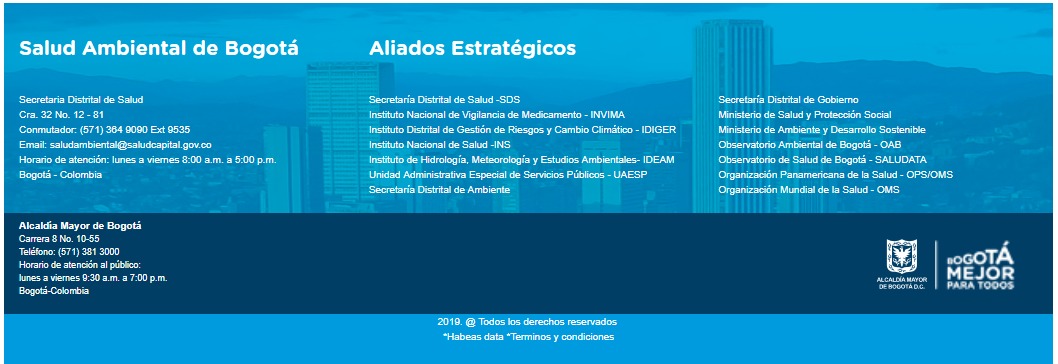 Salud Ambiental de Bogotá
Secretaria Distrital de Salud
Cra. 32 No. 12 - 81
Conmutador: (571) 364 9090 Ext 9535
Email: saludambiental@saludcapital.gov.co
Horario de atención: lunes a viernes 8:00 a.m. a 5:00 p.m.
Bogotá - Colombia
Aliados Estratégicos
Secretaría Distrital de Salud -SDS
Instituto Nacional de Vigilancia de Medicamento - INVIMA
Instituto Distrital de Gestión de Riesgos y Cambio Climático - IDIGER
Instituto Nacional de Salud -INS
Instituto de Hidrología, Meteorología y Estudios Ambientales- IDEAM
Unidad Administrativa Especial de Servicios Públicos - UAESP
Secretaría Distrital de Ambiente
Secretaría Distrital de Gobierno
Ministerio de Salud y Protección Social
Ministerio de Ambiente y Desarrollo Sostenible
Observatorio Ambiental de Bogotá - OAB
Observatorio de Salud de Bogotá - SALUDATA
Organización Panamericana de la Salud - OPS/OMS
Organización Mundial de la Salud - OMS
Alcaldìa Mayor de Bogotá
Carrera 8 No. 10-55
Teléfono: (571) 381 3000
Horario de atención al público:
lunes a viernes 9:30 a.m. a 7:00 p.m.
Bogotá-Colombia
ALCALDÍA MAYOR
DE BOGOTÁ D.C.
BOGOTÁ
MEJOR
PARA TODOS
2019. @ Todos los derechos reservados
*Habeas data *Terminos y condiciones